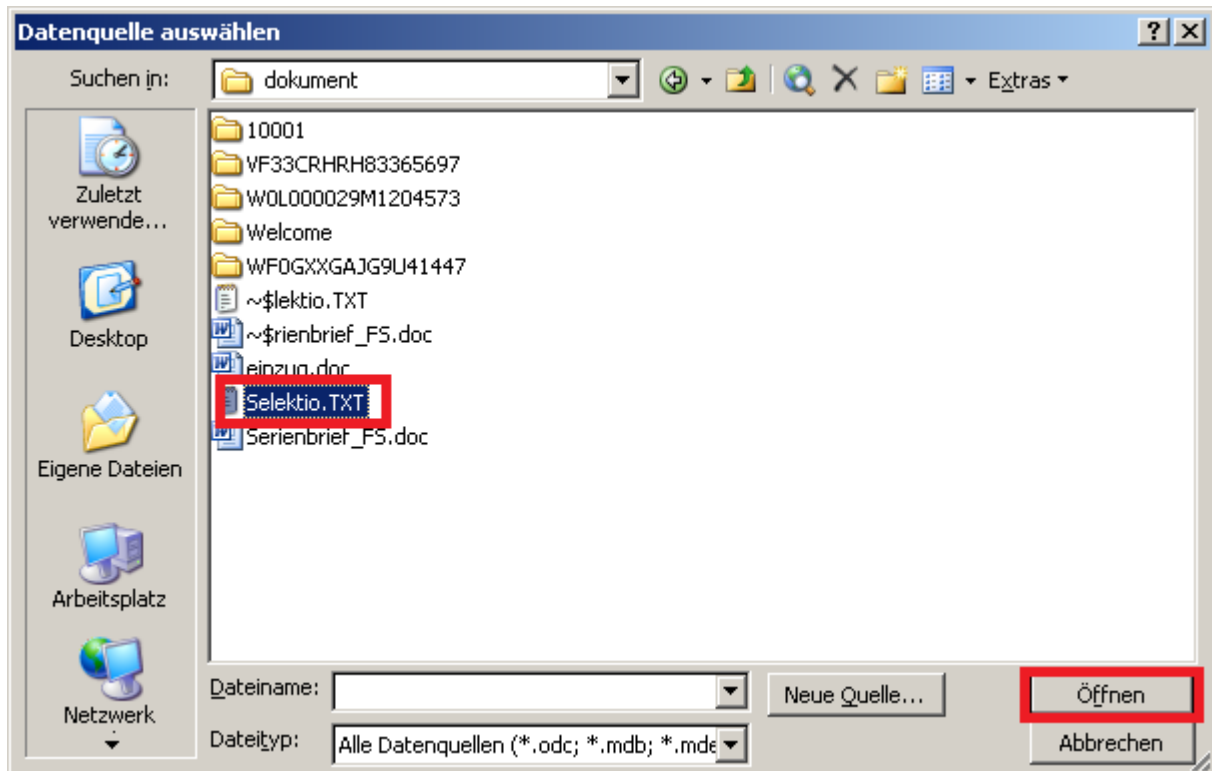 Datenquelle auswählen
Suchen in:
dokument
Extras
10001
VF33CRHRH83365697
W0L000029M1204573
Welcome
WF0GXXGAJG9U41447
~$lektio.TXT
~$rienbrief_FS.doc
einzug.doc
Selektio.TXT
Serienbrief_FS.doc
Zuletzt
verwende...
Desktop
Eigene Dateien
Arbeitsplatz
Netzwerk
Dateiname:
Neue Quelle...
Öffnen
Dateityp:
Alle Datenquellen (*.odc; *.mdb; *.mde
Abbrechen